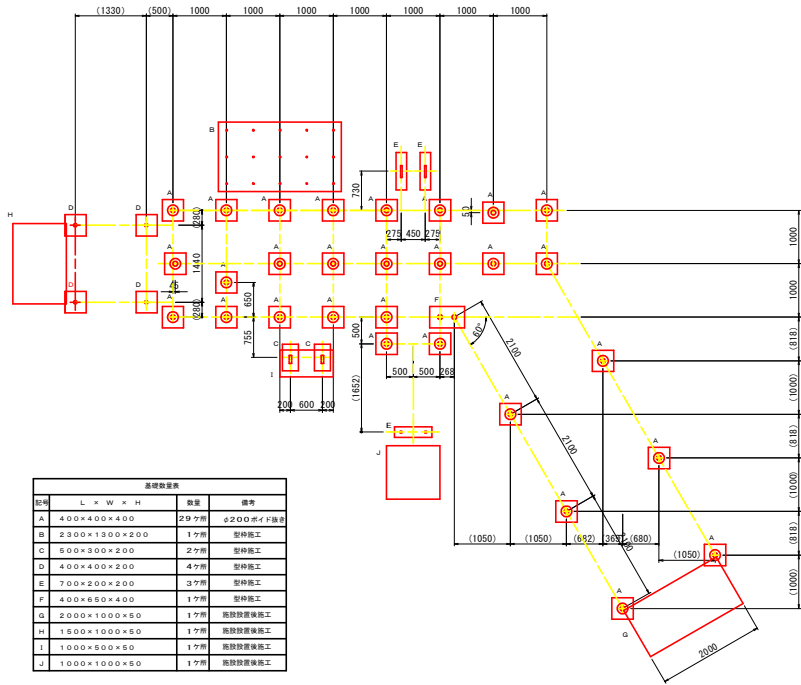 (1330) (500) 1000 1000 1000 1000 1000 1000 1000
B
E E
730
A A A A A A A A
D D
H
(280)
50
275 450 275
1000
A A A A A A A
1440
45
650
D D
1000
A A A A A F
(280)
755
500
60°
2100
(818)
C C
A A
A
I
500 500 268
(1652)
(1000)
200 600 200
A
E
J
2100
(818)
A
(1000)
A
(1050) (1050) (682) 368 (680)
2100
(818)
(1050)
A
(1000)
A
G
2000
基礎数量表
記号 L × W × H 数量 備考
A 400×400×400 29ケ所 φ200ボイド抜き
B 2300×1300×200 1ケ所 型枠施工
C 500×300×200 2ケ所 型枠施工
D 400×400×200 4ケ所 型枠施工
E 700×200×200 3ケ所 型枠施工
F 400×650×400 1ケ所 型枠施工
G 2000×1000×50 1ケ所 施設設置後施工
H 1500×1000×50 1ケ所 施設設置後施工
I 1000×500×50 1ケ所 施設設置後施工
J 1000×1000×50 1ケ所 施設設置後施工